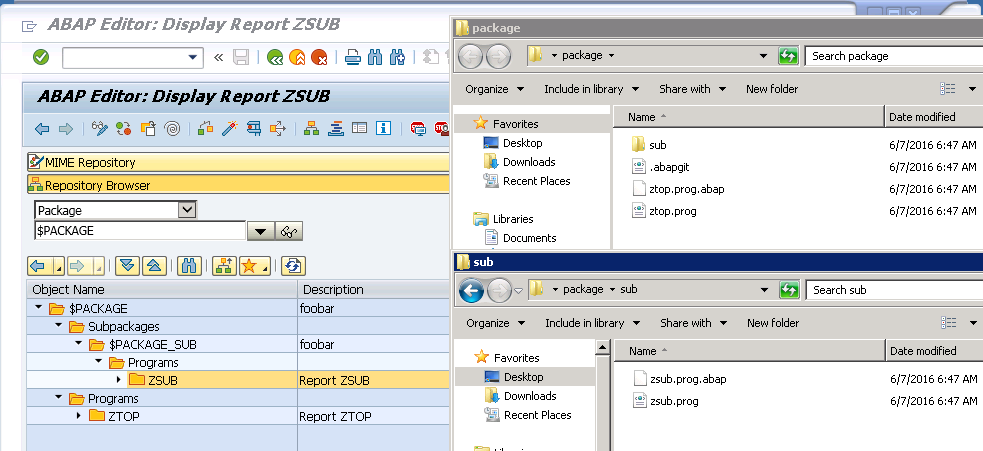 ABAP Editor: Display Report ZSUB
ABAP Editor: Display Report ZSUB
MIME Repository
Repository Browser
Package
$PACKAGE
Object Name Description
$PACKAGE foobar
Subpackages
$PACKAGE_SUB foobar
Programs
ZSUB Report ZSUB
Programs
ZTOP Report ZTOP
package
package
Search package
Organize Include in library Share with New folder
Favorites
Desktop
Downloads
Recent Places
Libraries
Documents
Name Date modified
sub 6/7/2016 6:47 AM
.abapgit 6/7/2016 6:47 AM
ztop.prog.abap 6/7/2016 6:47 AM
ztop.prog 6/7/2016 6:47 AM
sub
package sub
Search sub
Organize Include in library Share with New folder
Favorites
Desktop
Downloads
Recent Places
Name Date modified
zsub.prog.abap 6/7/2016 6:47 AM
zsub.prog 6/7/2016 6:47 AM